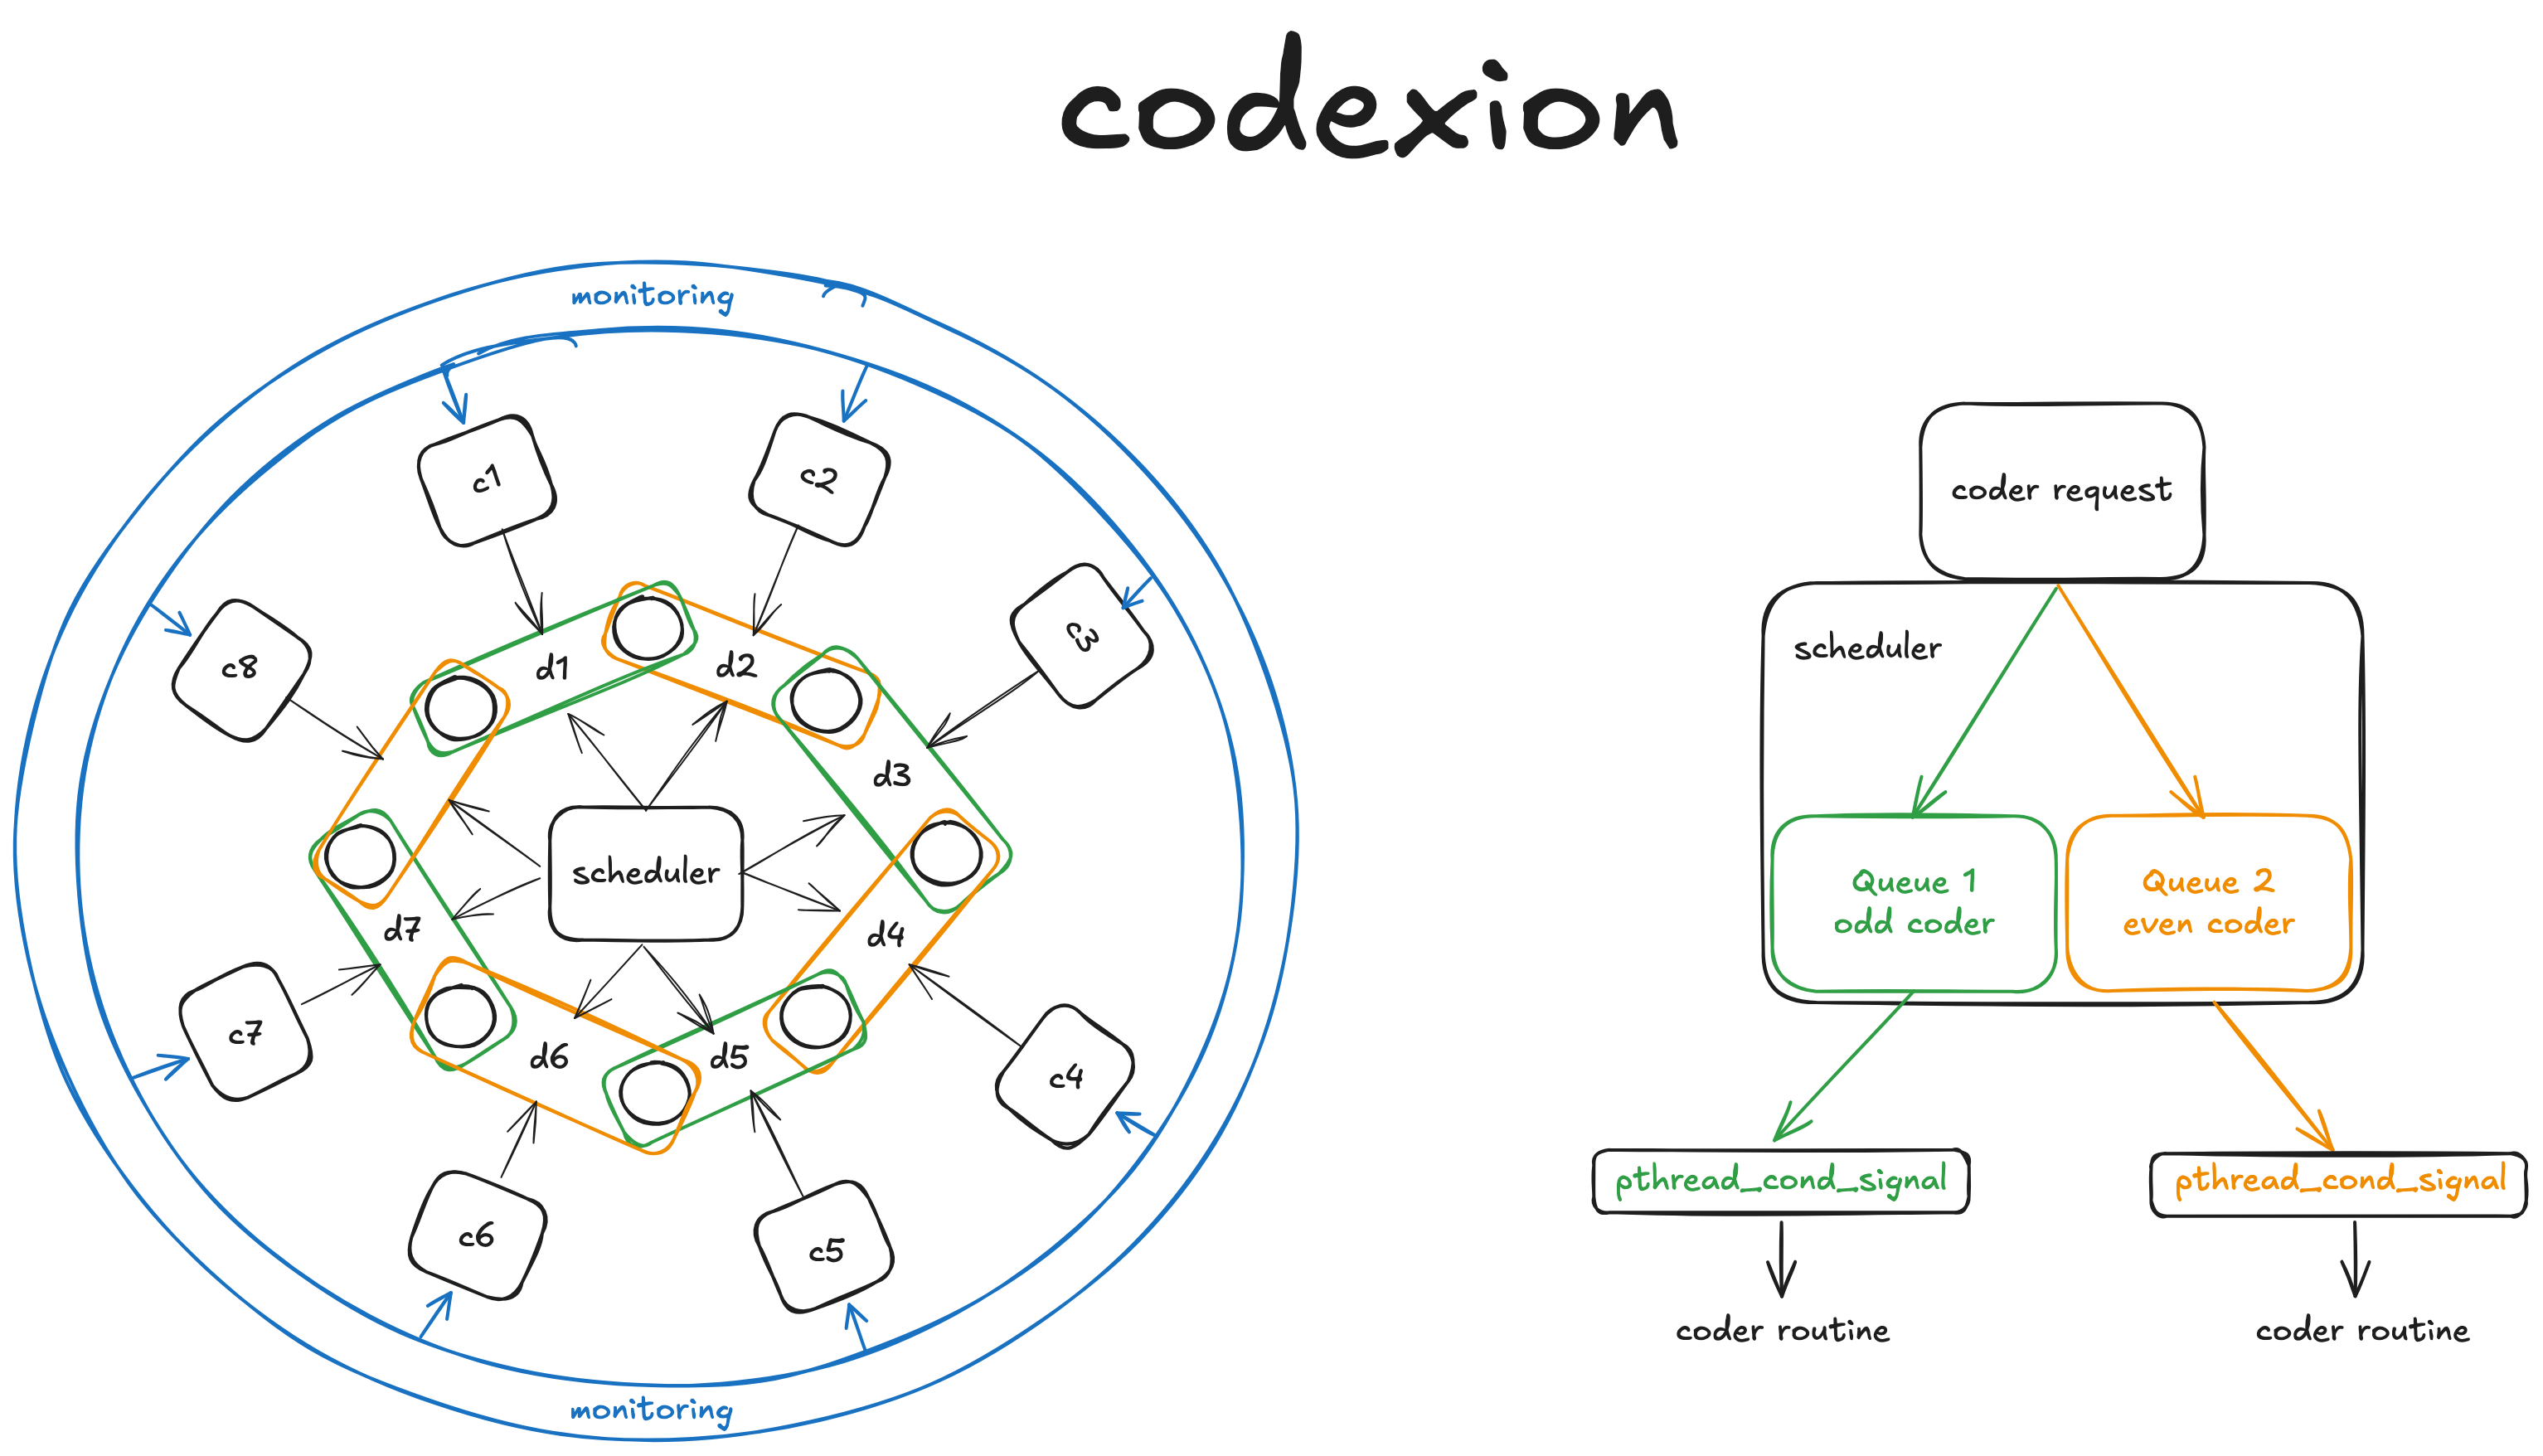 codexion
monitoring
c1
c2
c3
c8
d1
d2
d3
scheduler
d7
d4
d6
d5
c7
c4
c6
c5
monitoring
coder request
scheduler
Queue 1
odd coder
Queue 2
even coder
pthread_cond_signal
pthread_cond_signal
coder routine
coder routine